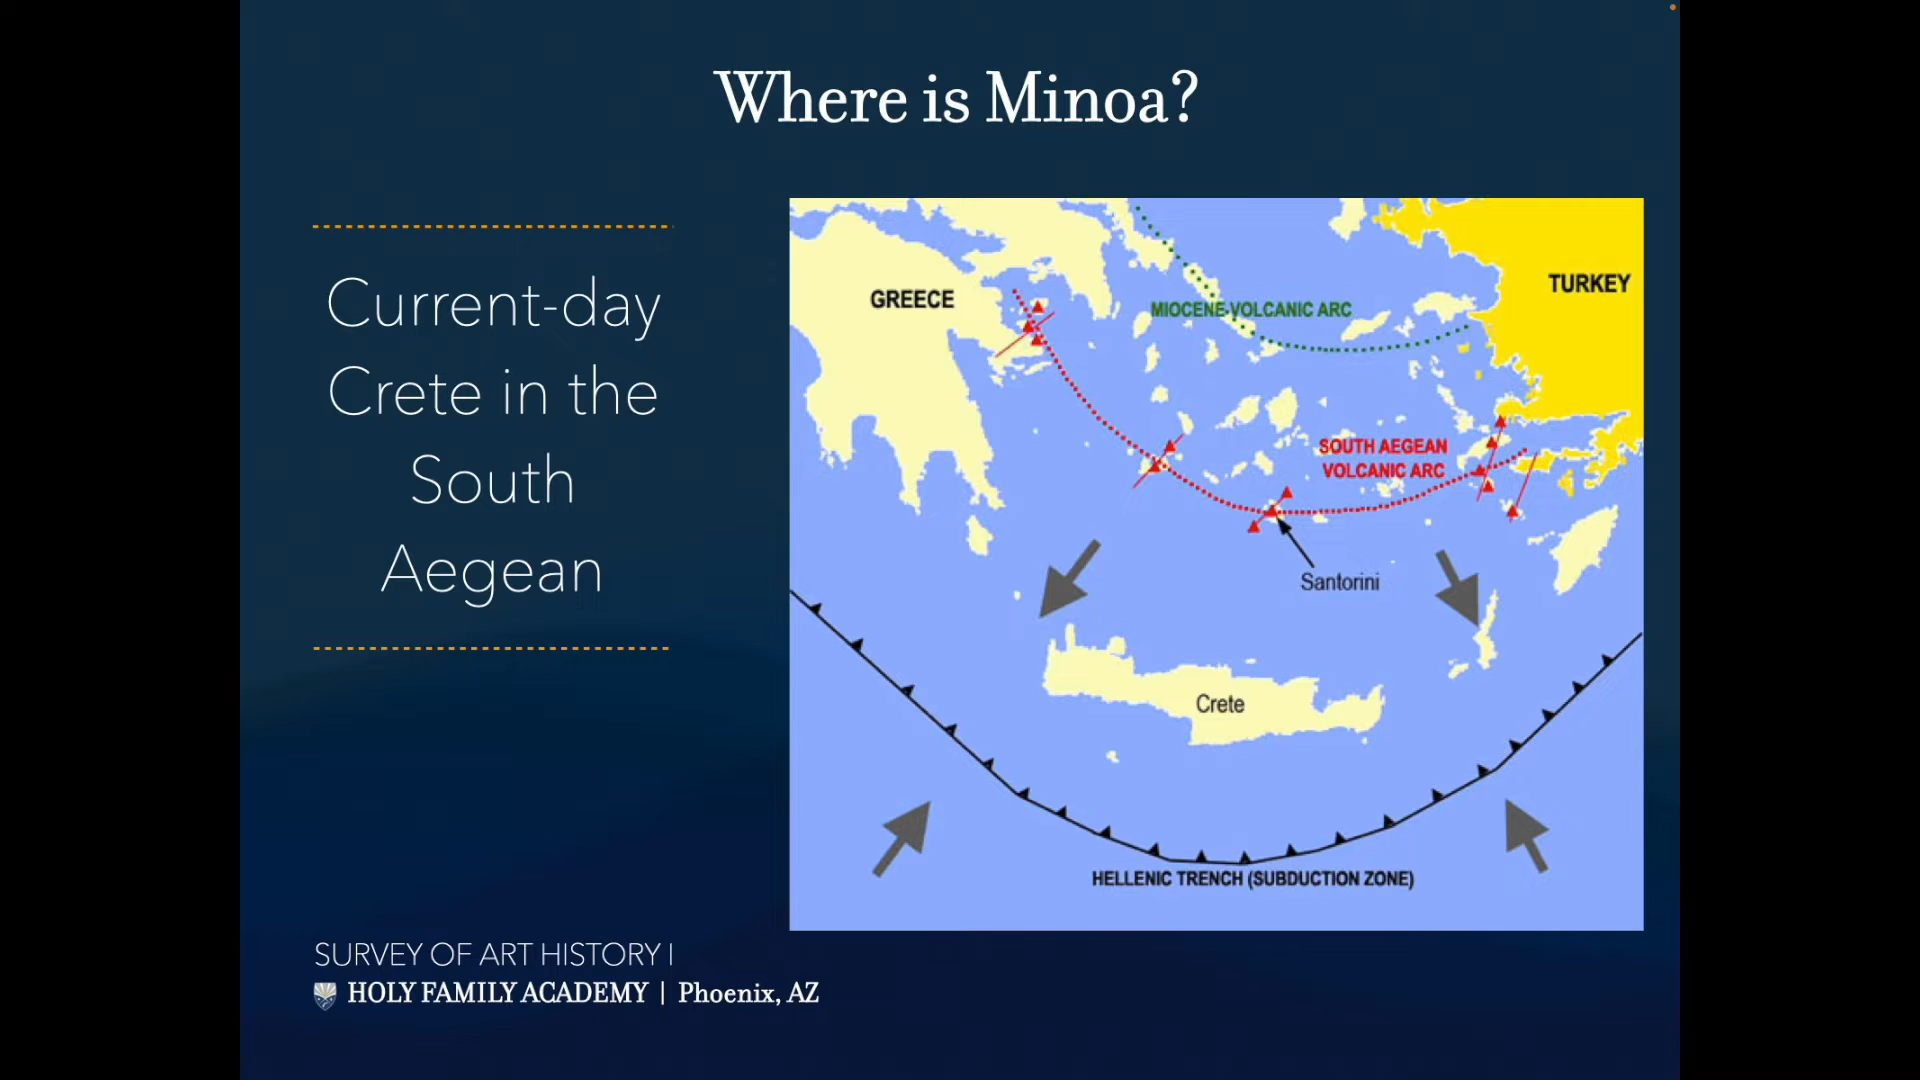 Where is Minoa?
Current-day
Crete in the
South
Aegean
GREECE
TURKEY
MIOCENE VOLCANIC ARC
SOUTH AEGEAN
VOLCANIC ARC
Santorini
Crete
HELLENIC TRENCH (SUBDUCTION ZONE)
SURVEY OF ART HISTORY I
HOLY FAMILY ACADEMY | Phoenix, AZ